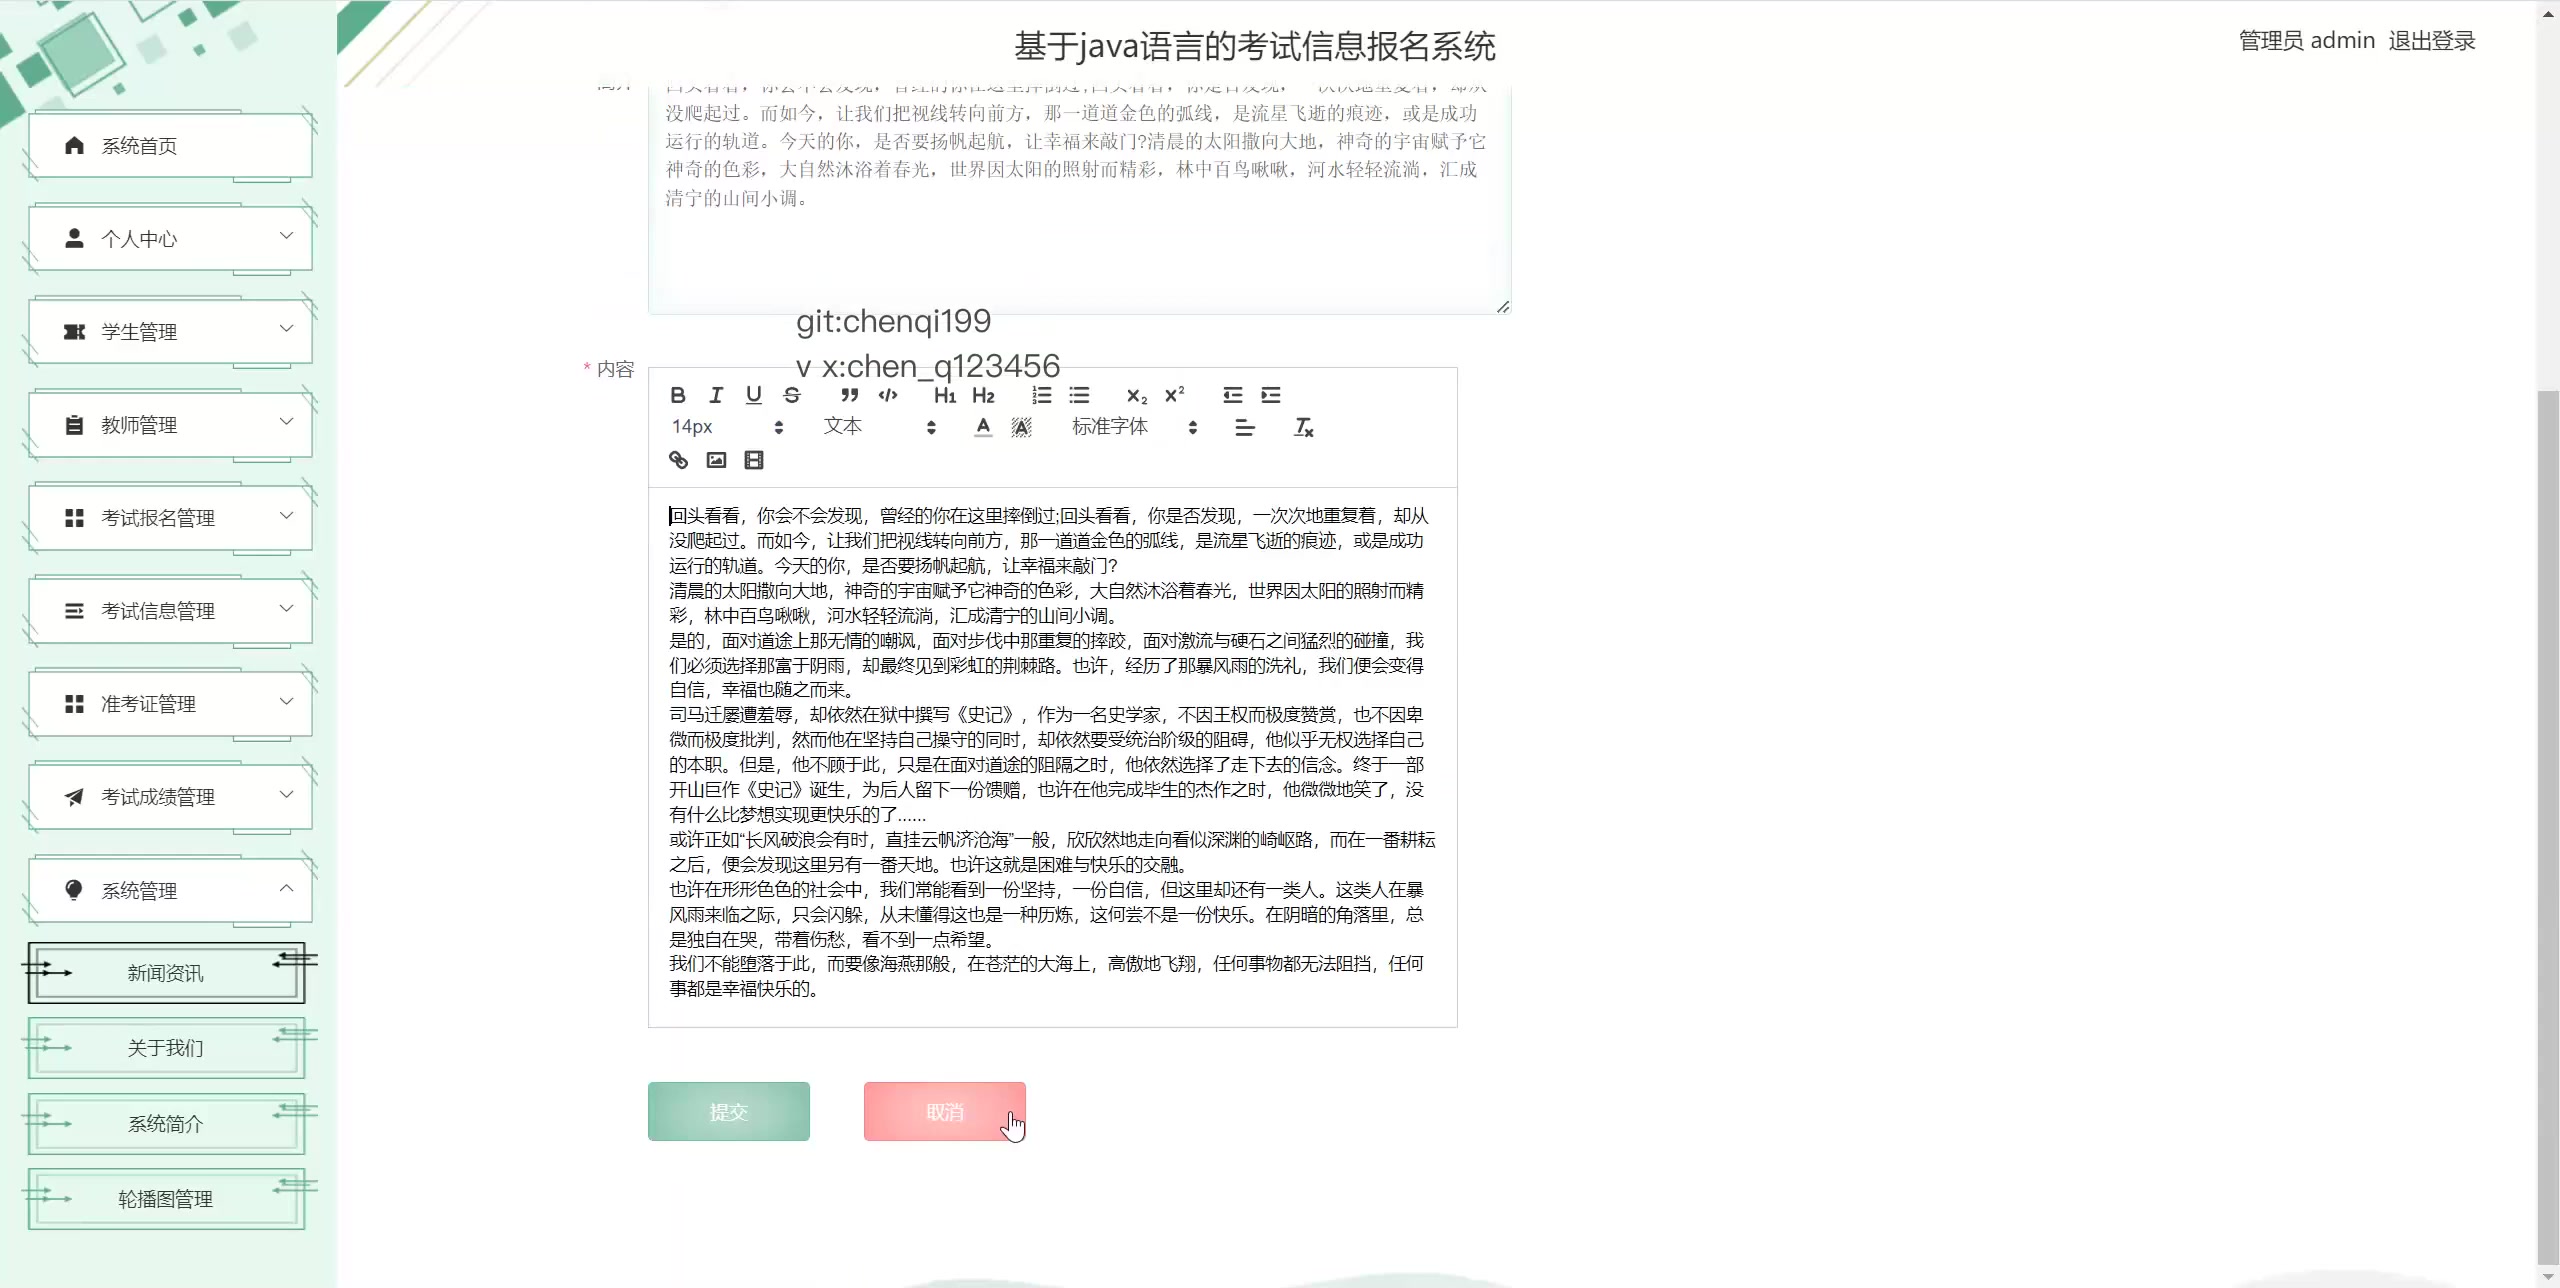 基于java语言的考试信息报名系统
管理员 admin 退出登录
系统首页
个人中心
学生管理
教师管理
考试报名管理
考试信息管理
准考证管理
考试成绩管理
系统管理
新闻资讯
关于我们
系统简介
轮播图管理
简介
回头看看，你会不会发现，曾经的你在这里摔倒过;回头看看，你是否发现，一次次地重复着，却从
没爬起过。而如今，让我们把视线转向前方，那一道道金色的弧线，是流星飞逝的痕迹，或是成功
运行的轨道。今天的你，是否要扬帆起航，让幸福来敲门?清晨的太阳撒向大地，神奇的宇宙赋予它
神奇的色彩，大自然沐浴着春光，世界因太阳的照射而精彩，林中百鸟啾啾，河水轻轻流淌，汇成
清宁的山间小调。
git:chenqi199
v x:chen_q123456
* 内容
14px 文本 标准字体
回头看看，你会不会发现，曾经的你在这里摔倒过;回头看看，你是否发现，一次次地重复着，却从
没爬起过。而如今，让我们把视线转向前方，那一道道金色的弧线，是流星飞逝的痕迹，或是成功
运行的轨道。今天的你，是否要扬帆起航，让幸福来敲门?
清晨的太阳撒向大地，神奇的宇宙赋予它神奇的色彩，大自然沐浴着春光，世界因太阳的照射而精
彩，林中百鸟啾啾，河水轻轻流淌，汇成清宁的山间小调。
是的，面对道途上那无情的嘲讽，面对步伐中那重复的摔跤，面对激流与硬石之间猛烈的碰撞，我
们必须选择那富于阴雨，却最终见到彩虹的荆棘路。也许，经历了那暴风雨的洗礼，我们便会变得
自信，幸福也随之而来。
司马迁屡遭羞辱，却依然在狱中撰写《史记》，作为一名史学家，不因王权而极度赞赏，也不因卑
微而极度批判，然而他在坚持自己操守的同时，却依然要受统治阶级的阻碍，他似乎无权选择自己
的本职。但是，他不顾于此，只是在面对道途的阻隔之时，他依然选择了走下去的信念。终于一部
开山巨作《史记》诞生，为后人留下一份馈赠，也许在他完成毕生的杰作之时，他微微地笑了，没
有什么比梦想实现更快乐的了......
或许正如“长风破浪会有时，直挂云帆济沧海”一般，欣欣然地走向看似深渊的崎岖路，而在一番耕耘
之后，便会发现这里另有一番天地。也许这就是困难与快乐的交融。
也许在形形色色的社会中，我们常能看到一份坚持，一份自信，但这里却还有一类人。这类人在暴
风雨来临之际，只会闪躲，从未懂得这也是一种历炼，这何尝不是一份快乐。在阴暗的角落里，总
是独自在哭，带着伤愁，看不到一点希望。
我们不能堕落于此，而要像海燕那般，在苍茫的大海上，高傲地飞翔，任何事物都无法阻挡，任何
事都是幸福快乐的。
提交
取消